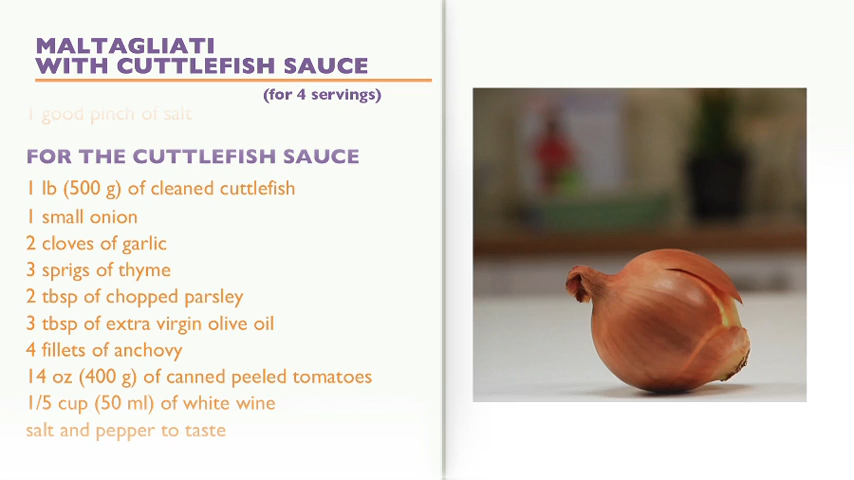 MALTAGLIATI
WITH CUTTLEFISH SAUCE
(for 4 servings)
1 good pinch of salt
FOR THE CUTTLEFISH SAUCE
1 lb (500 g) of cleaned cuttlefish
1 small onion
2 cloves of garlic
3 sprigs of thyme
2 tbsp of chopped parsley
3 tbsp of extra virgin olive oil
4 fillets of anchovy
14 oz (400 g) of canned peeled tomatoes
1/5 cup (50 ml) of white wine
salt and pepper to taste